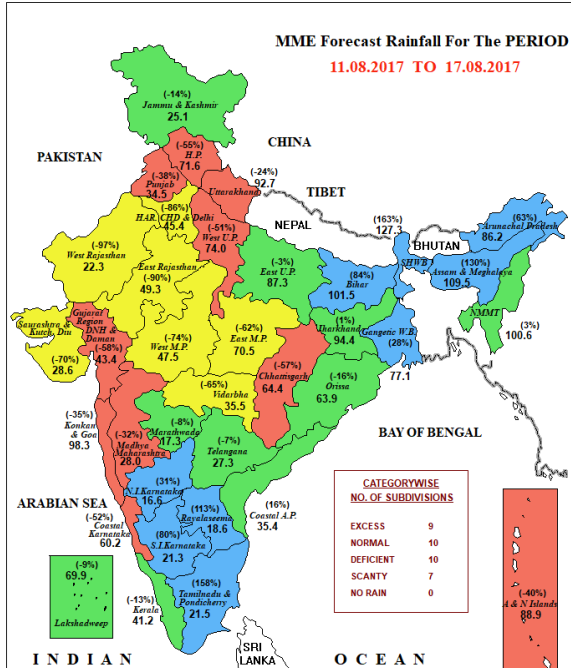 MME Forecast Rainfall For The PERIOD
11.08.2017 TO 17.08.2017
(-14%)
Jammu & Kashmir
25.1
CHINA
(-55%)
H.P.
71.6
PAKISTAN
(-38%)
Punjab
34.5
(-24%)
92.7
Uttarakhand
TIBET
(-86%)
HAR, CHD & Delhi
45.4
(-51%)
West U.P.
74.0
NEPAL
(163%)
127.3
(63%)
Arunachal Pradesh
86.2
BHUTAN
(-97%)
West Rajasthan
22.3
East Rajasthan
(-90%)
49.3
(-3%)
East U.P.
87.3
(84%)
Bihar
101.5
SHWB
(130%)
Assam & Meghalaya
109.5
NMMT
(3%)
100.6
Saurashtra &
Kutch, Diu
(-70%)
28.6
Gujarat
Region
DNH &
Daman
(-58%)
43.4
(-74%)
West M.P.
47.5
(-62%)
East M.P.
70.5
(1%)
Jharkhand
94.4
Gangetic W.B.
(28%)
77.1
(-57%)
Chhattisgarh
64.4
(-16%)
Orissa
63.9
(-65%)
Vidarbha
35.5
(-35%)
Konkan
& Goa
98.3
(-32%)
Madhya
Maharashtra
28.0
(-8%)
Marathwada
17.3
(-7%)
Telangana
27.3
BAY OF BENGAL
ARABIAN SEA
(31%)
N.I.Karnataka
16.6
(113%)
Rayalaseema
18.6
(16%)
Coastal A.P.
35.4
(-52%)
Coastal
Karnataka
60.2
(80%)
S.I.Karnataka
21.3
CATEGORYWISE
NO. OF SUBDIVISIONS
EXCESS 9
NORMAL 10
DEFICIENT 10
SCANTY 7
NO RAIN 0
(-9%)
69.9
Lakshadweep
(-13%)
Kerala
41.2
(158%)
Tamilnadu &
Pondicherry
21.5
(-40%)
A & N Islands
88.9
SRI
LANKA
INDIAN OCEAN